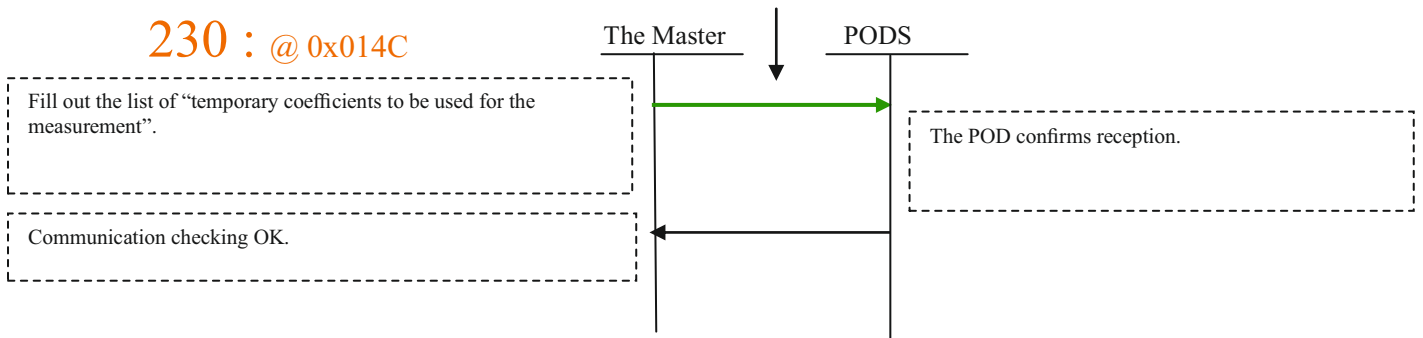 230 : @ 0x014C
The Master
PODS
Fill out the list of “temporary coefficients to be used for the
measurement”.
The POD confirms reception.
Communication checking OK.